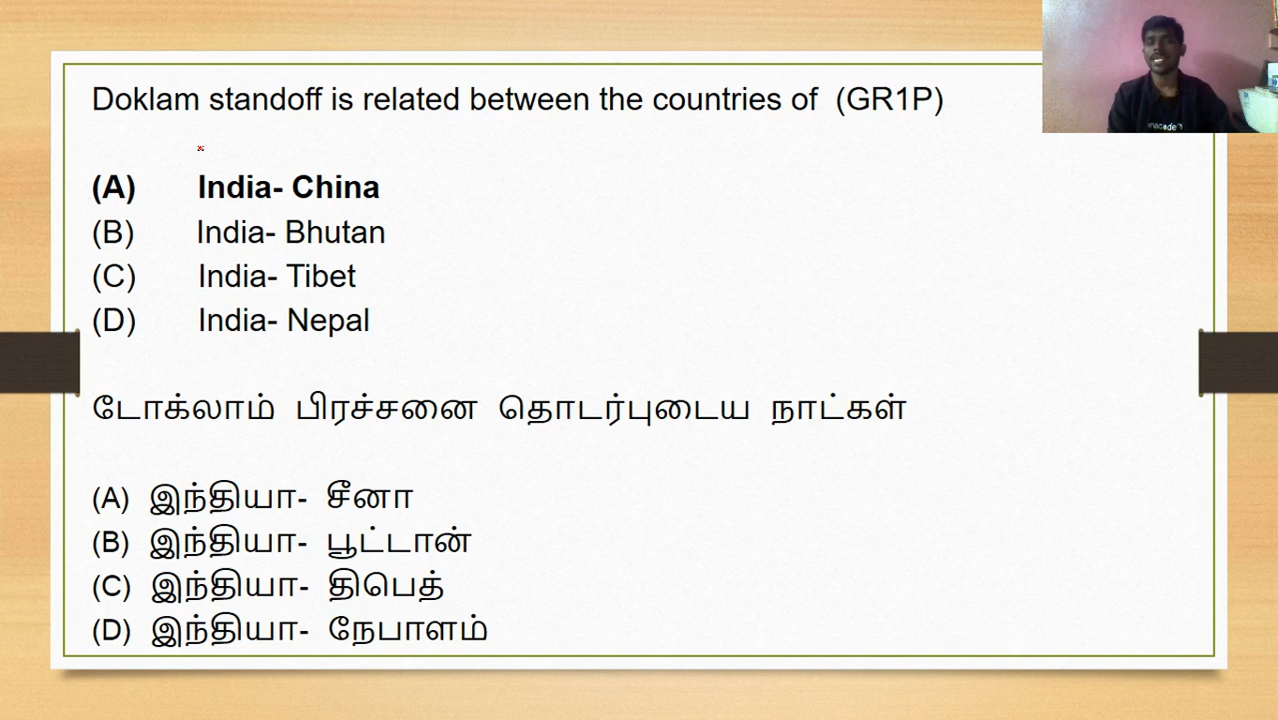 Doklam standoff is related between the countries of (GR1P)
(A) India- China
(B) India- Bhutan
(C) India- Tibet
(D) India- Nepal
டோக்லாம் பிரச்சனை தொடர்புடைய நாட்கள்
(A) இந்தியா- சீனா
(B) இந்தியா- பூட்டான்
(C) இந்தியா- திபெத்
(D) இந்தியா- நேபாளம்